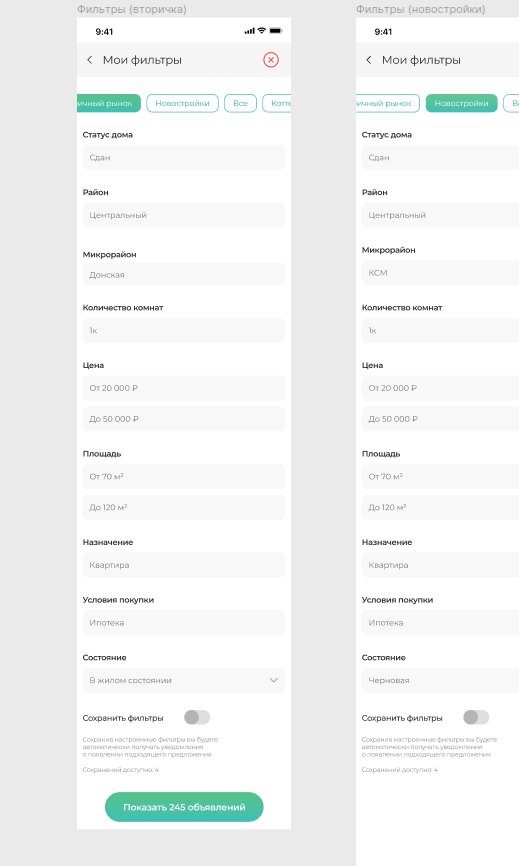 Фильтры (вторичка)
9:41
Мои фильтры
ичный рынок
Новостройки
Все
Котте
Статус дома
Сдан
Район
Центральный
Микрорайон
Донская
Количество комнат
1к
Цена
От 20 000 ₽
До 50 000 ₽
Площадь
От 70 м²
До 120 м²
Назначение
Квартира
Условия покупки
Ипотека
Состояние
В жилом состоянии
Сохранить фильтры
Сохранив настроенные фильтры вы будете
автоматически получать уведомления
о появлении подходящего предложения
Сохранений доступно: 4
Показать 245 объявлений
Фильтры (новостройки)
9:41
Мои фильтры
ичный рынок
Новостройки
В
Статус дома
Сдан
Район
Центральный
Микрорайон
КСМ
Количество комнат
1к
Цена
От 20 000 ₽
До 50 000 ₽
Площадь
От 70 м²
До 120 м²
Назначение
Квартира
Условия покупки
Ипотека
Состояние
Черновая
Сохранить фильтры
Сохранив настроенные фильтры вы будете
автоматически получать уведомления
о появлении подходящего предложения
Сохранений доступно: 4